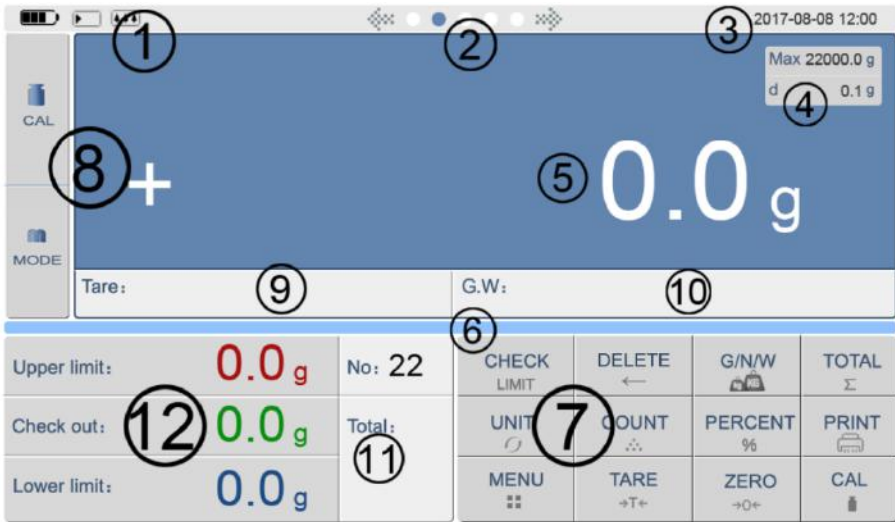 ① ② ③ 2017-08-08 12:00
Max 22000.0 g
d ④ 0.1 g
CAL
⑧ + ⑤ 0.0 g
MODE
Tare: ⑨ G.W: ⑩
⑥
Upper limit: 0.0 g No: 22
Check out: ⑫ 0.0 g Total: ⑪
Lower limit: 0.0 g
CHECK LIMIT DELETE ← G/N/W KG TOTAL Σ
UNIT ⑦ COUNT PERCENT % PRINT
MENU TARE →T← ZERO →0← CAL